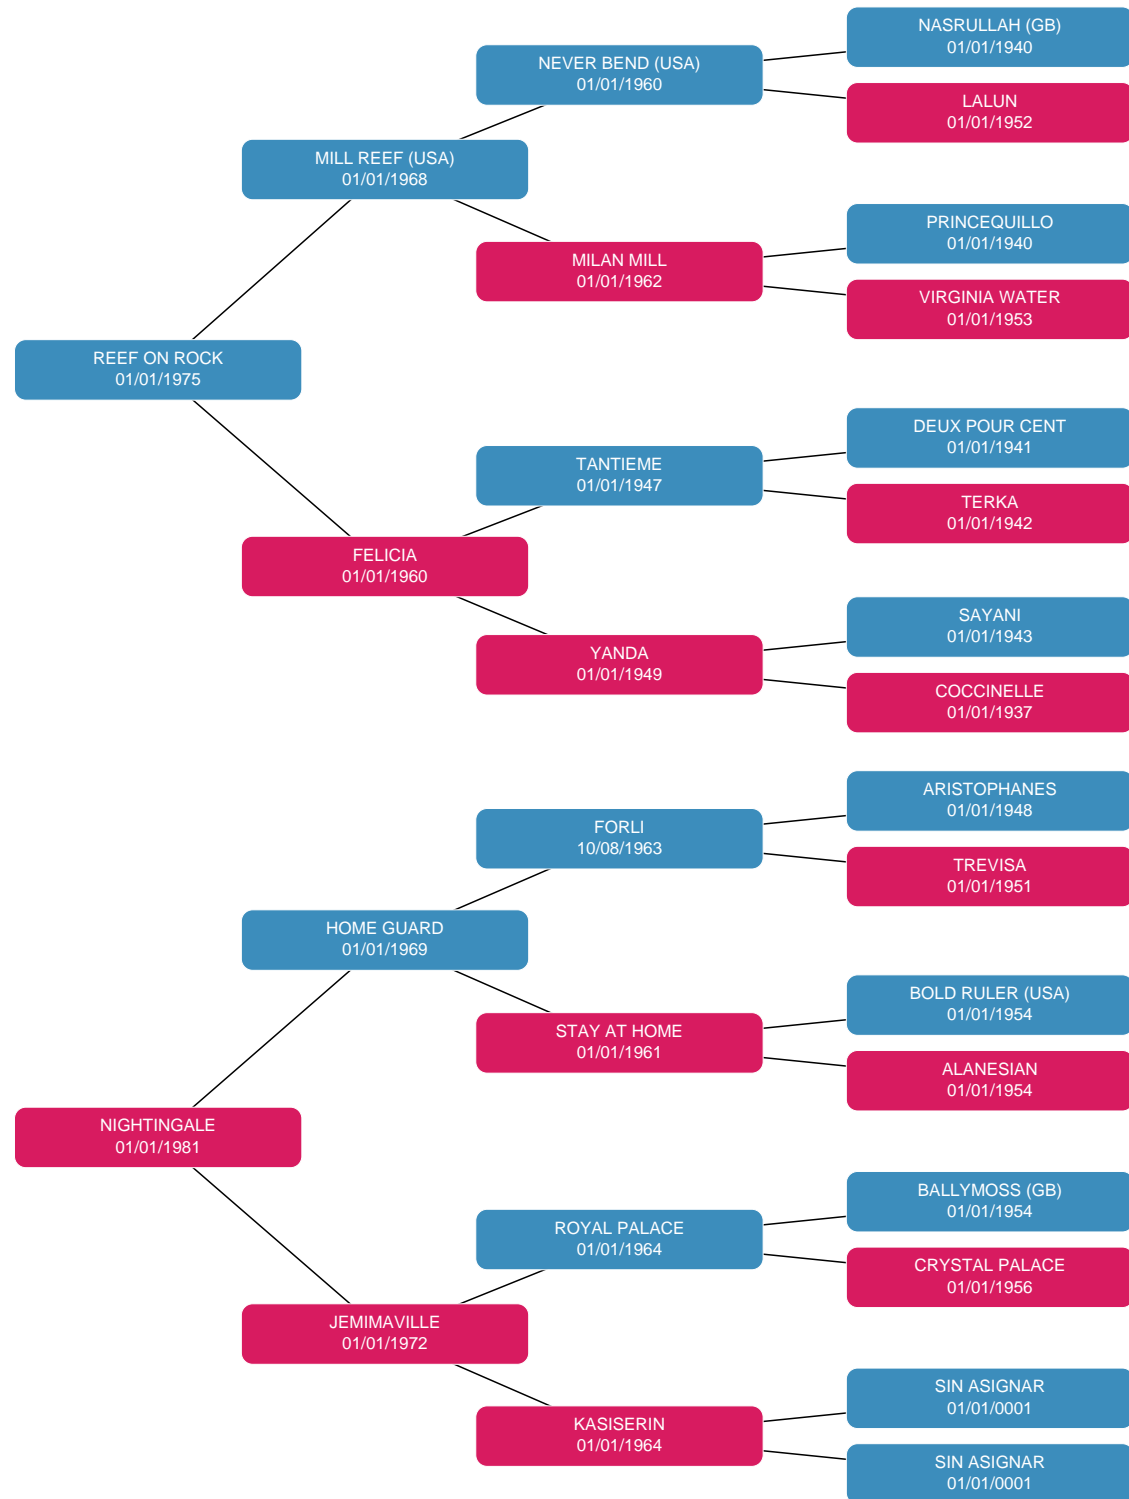 NASRULLAH (GB)
01/01/1940
NEVER BEND (USA)
01/01/1960
LALUN
01/01/1952
MILL REEF (USA)
01/01/1968
PRINCEQUILLO
01/01/1940
MILAN MILL
01/01/1962
VIRGINIA WATER
01/01/1953
REEF ON ROCK
01/01/1975
DEUX POUR CENT
01/01/1941
TANTIEME
01/01/1947
TERKA
01/01/1942
FELICIA
01/01/1960
SAYANI
01/01/1943
YANDA
01/01/1949
COCCINELLE
01/01/1937
ARISTOPHANES
01/01/1948
FORLI
10/08/1963
TREVISA
01/01/1951
HOME GUARD
01/01/1969
BOLD RULER (USA)
01/01/1954
STAY AT HOME
01/01/1961
ALANESIAN
01/01/1954
NIGHTINGALE
01/01/1981
BALLYMOSS (GB)
01/01/1954
ROYAL PALACE
01/01/1964
CRYSTAL PALACE
01/01/1956
JEMIMAVILLE
01/01/1972
SIN ASIGNAR
01/01/0001
KASISERIN
01/01/1964
SIN ASIGNAR
01/01/0001